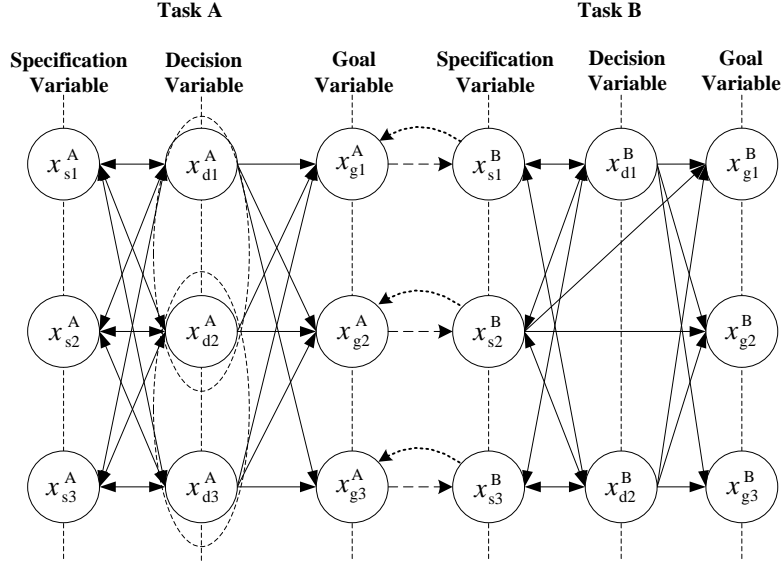 Task A Task B
Specification Decision Goal Specification Decision Goal
Variable Variable Variable Variable Variable Variable
x_s1^A x_d1^A x_g1^A x_s1^B x_d1^B x_g1^B
x_s2^A x_d2^A x_g2^A x_s2^B x_g2^B
x_s3^A x_d3^A x_g3^A x_s3^B x_d2^B x_g3^B